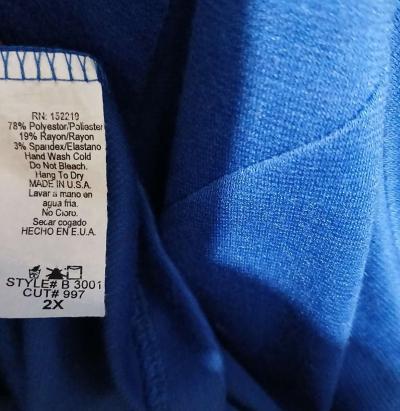 RN: 152219
78% Polyester/Poliester
19% Rayon/Rayon
3% Spandex/Elastano
Hand Wash Cold
Do Not Bleach.
Hang To Dry
MADE IN U.S.A.
Lavar a mano en
agua fria.
No Cloro.
Secar cogado
HECHO EN E.U.A.
STYLE# B 3001
CUT# 997
2X